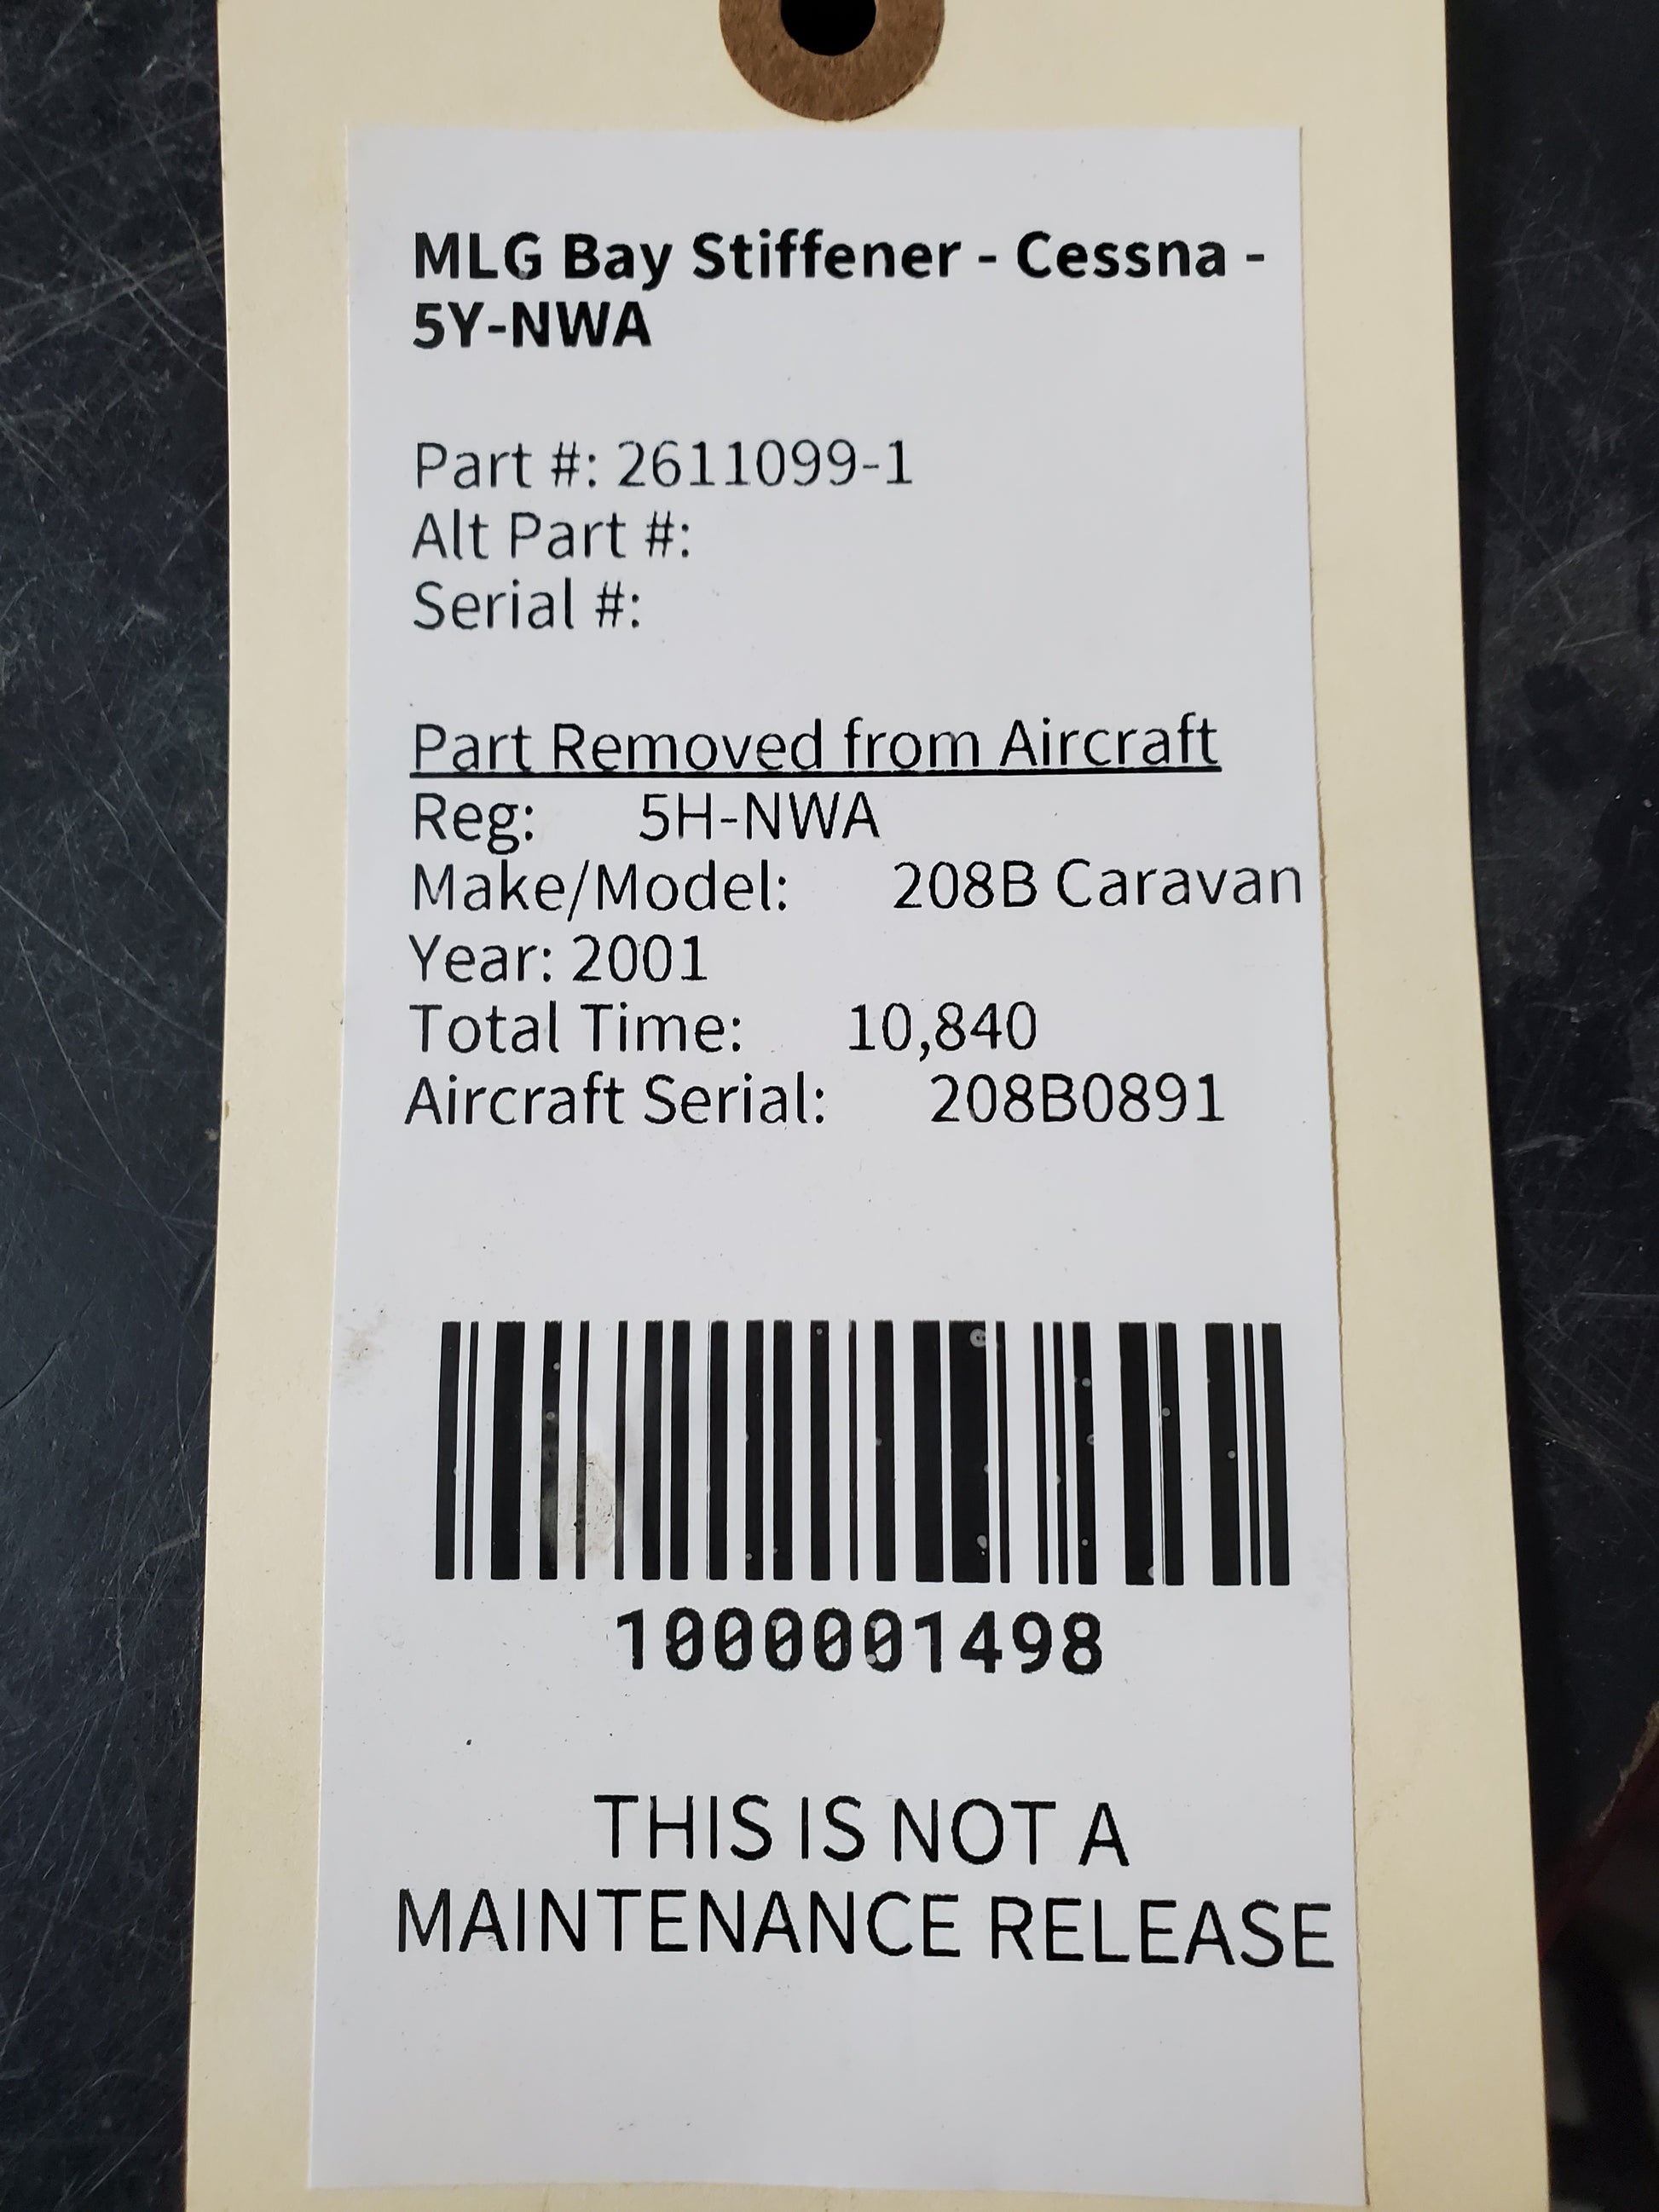 MLG Bay Stiffener - Cessna -
5Y-NWA
Part #: 2611099-1
Alt Part #:
Serial #:
Part Removed from Aircraft
Reg: 5H-NWA
Make/Model: 208B Caravan
Year: 2001
Total Time: 10,840
Aircraft Serial: 208B0891
1000001498
THIS IS NOT A
MAINTENANCE RELEASE